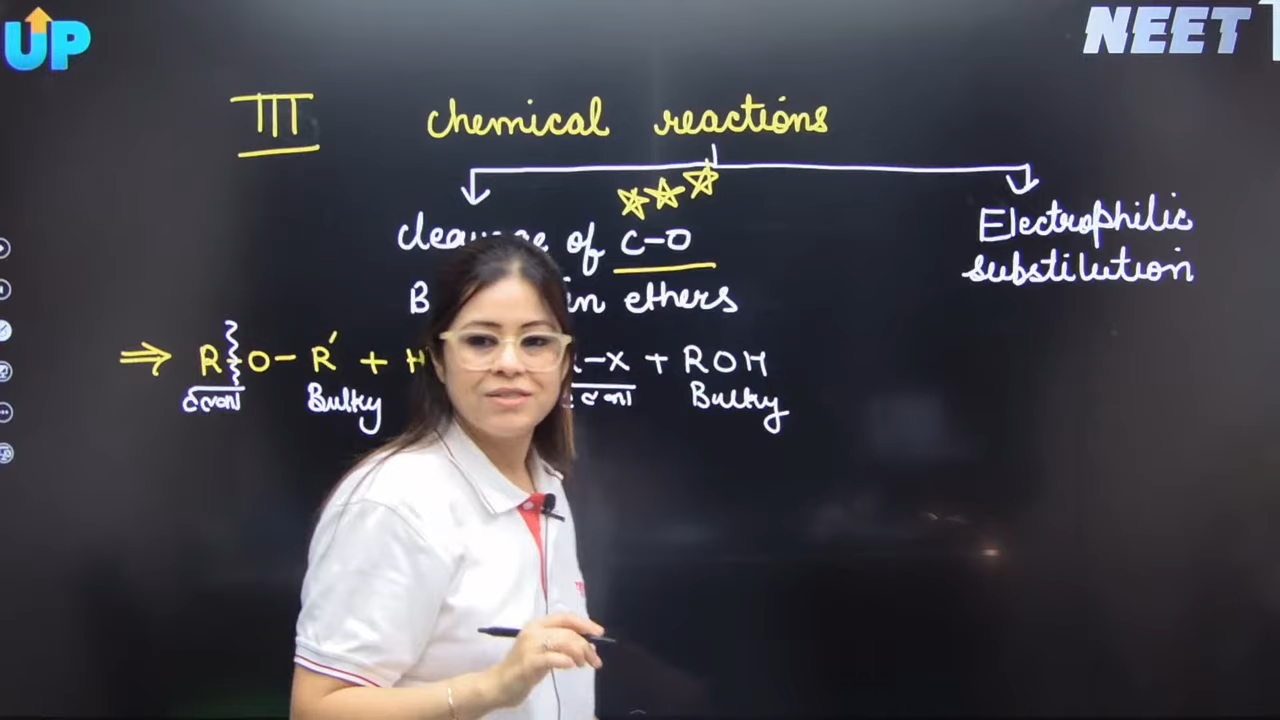 UP
NEET
III chemical reactions
cleavage of C-O
in ethers
Electrophilic
substitution
⇒ R O - R′ + H
-X + ROH
Bulky
Bulky